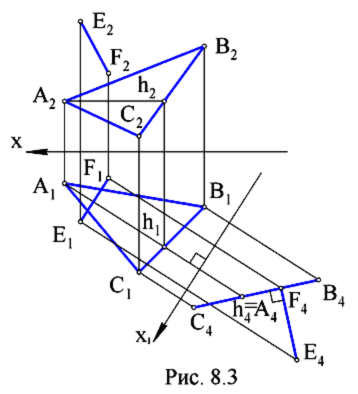 E₂
F₂
B₂
A₂
h₂
C₂
x
F₁
A₁
B₁
h₁
E₁
C₁
x₁
B₄
F₄
h₄≡A₄
C₄
E₄
Рис. 8.3